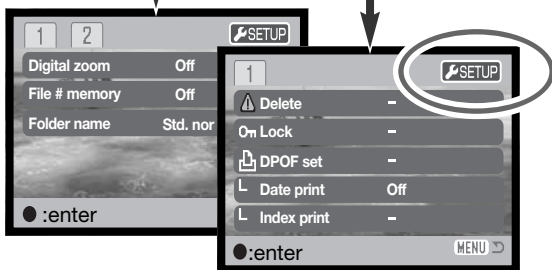 1 2 SETUP
Digital zoom Off
File # memory Off
Folder name Std. nor
:enter
1 SETUP
Delete –
Lock –
DPOF set –
Date print Off
Index print –
:enter MENU